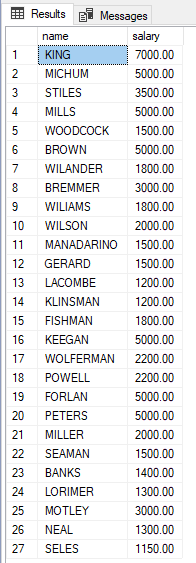 Results Messages
name salary
1 KING 7000.00
2 MICHUM 5000.00
3 STILES 3500.00
4 MILLS 5000.00
5 WOODCOCK 1500.00
6 BROWN 5000.00
7 WILANDER 1800.00
8 BREMMER 3000.00
9 WILIAMS 1800.00
10 WILSON 2000.00
11 MANADARINO 1500.00
12 GERARD 1500.00
13 LACOMBE 1200.00
14 KLINSMAN 1200.00
15 FISHMAN 1800.00
16 KEEGAN 5000.00
17 WOLFERMAN 2200.00
18 POWELL 2200.00
19 FORLAN 5000.00
20 PETERS 5000.00
21 MILLER 2000.00
22 SEAMAN 1500.00
23 BANKS 1400.00
24 LORIMER 1300.00
25 MOTLEY 3000.00
26 NEAL 1300.00
27 SELES 1150.00